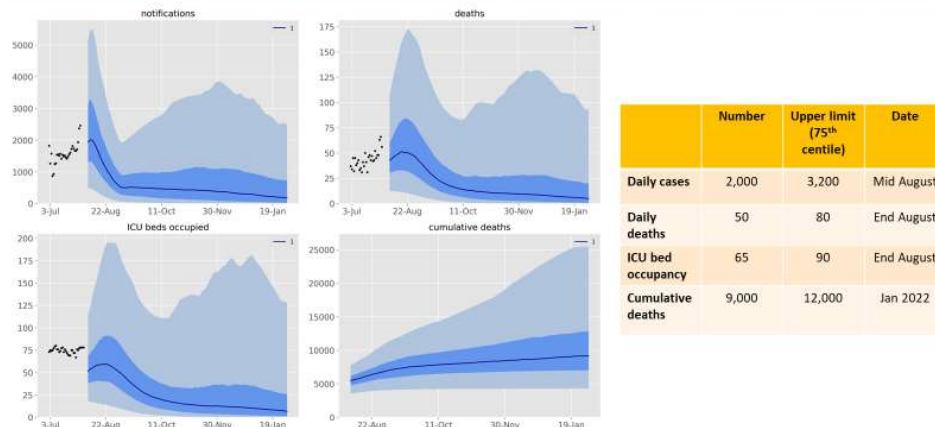 notifications
1
5000
4000
3000
2000
1000
0
3-Jul
22-Aug
11-Oct
30-Nov
19-Jan
deaths
1
175
150
125
100
75
50
25
0
3-Jul
22-Aug
11-Oct
30-Nov
19-Jan
ICU beds occupied
1
200
175
150
125
100
75
50
25
0
3-Jul
22-Aug
11-Oct
30-Nov
19-Jan
cumulative deaths
1
25000
20000
15000
10000
5000
0
22-Aug
11-Oct
30-Nov
19-Jan
Number Upper limit Date
(75th
centile)
Daily cases 2,000 3,200 Mid August
Daily 50 80 End August
deaths
ICU bed 65 90 End August
occupancy
Cumulative 9,000 12,000 Jan 2022
deaths